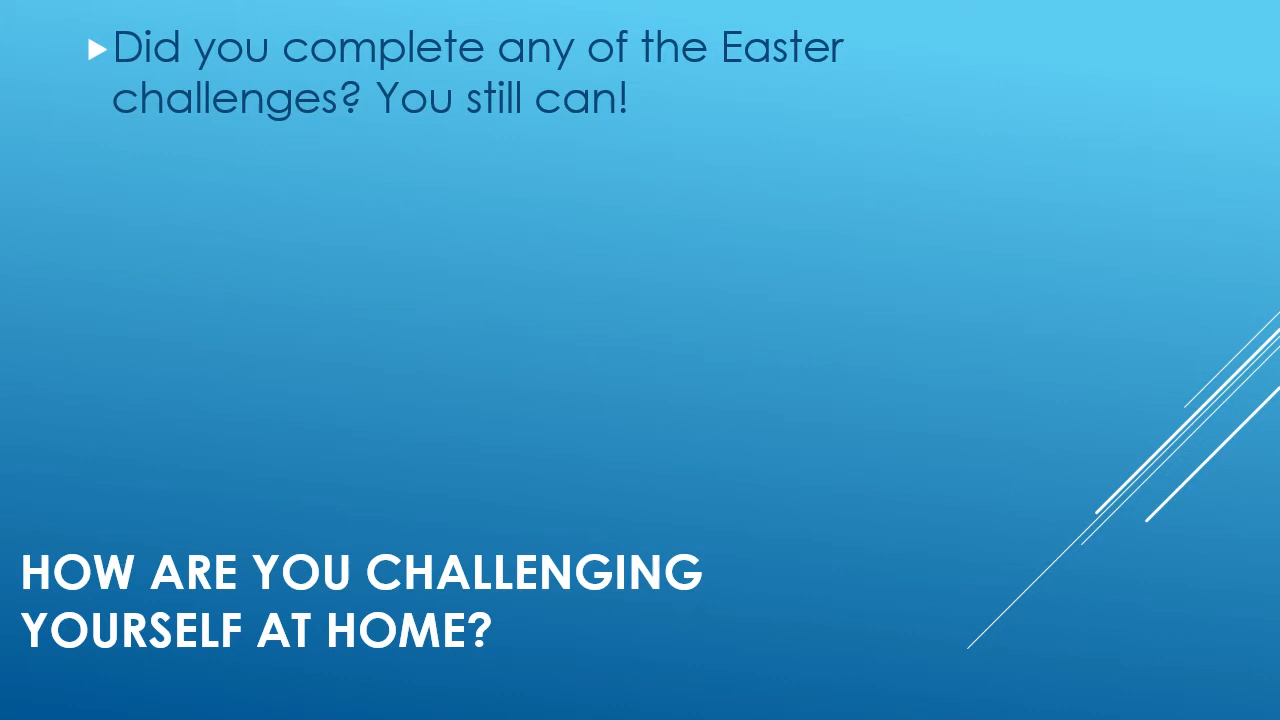 Did you complete any of the Easter
challenges? You still can!
HOW ARE YOU CHALLENGING
YOURSELF AT HOME?